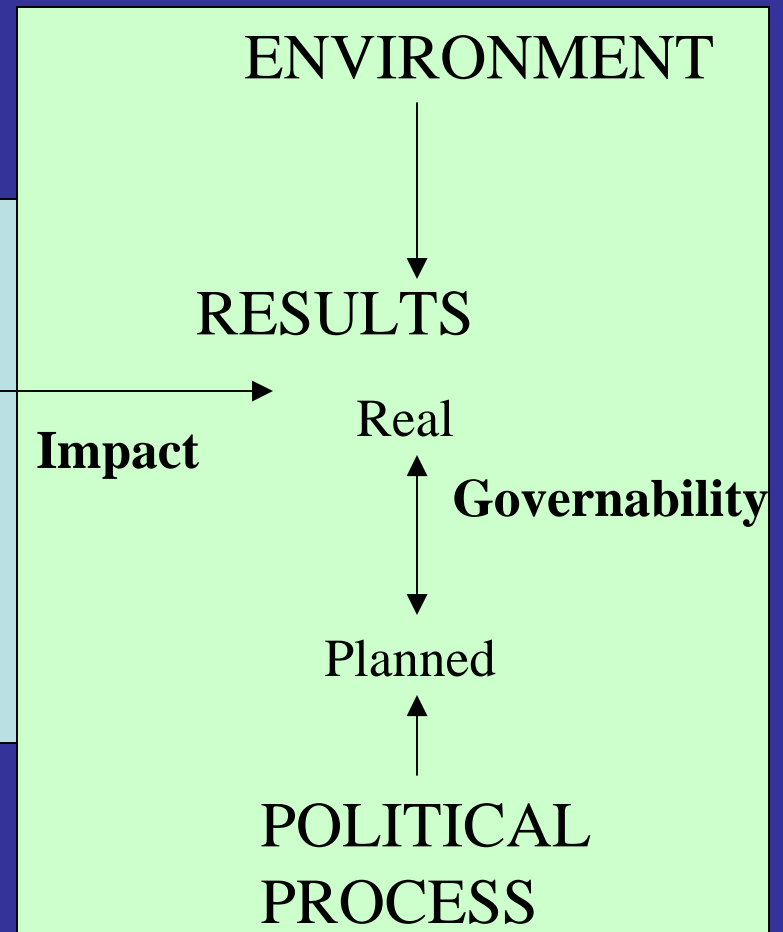 ENVIRONMENT
RESULTS
Real
Impact
Governability
Planned
POLITICAL
PROCESS